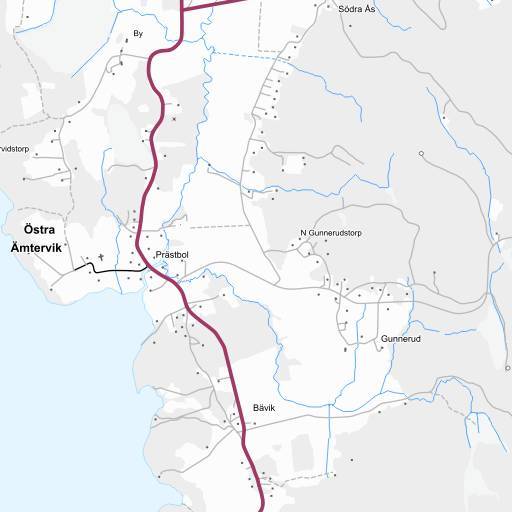 Södra Ås
By
rvidstorp
Östra
Ämtervik
N Gunnerudstorp
Prästbol
Gunnerud
Bävik